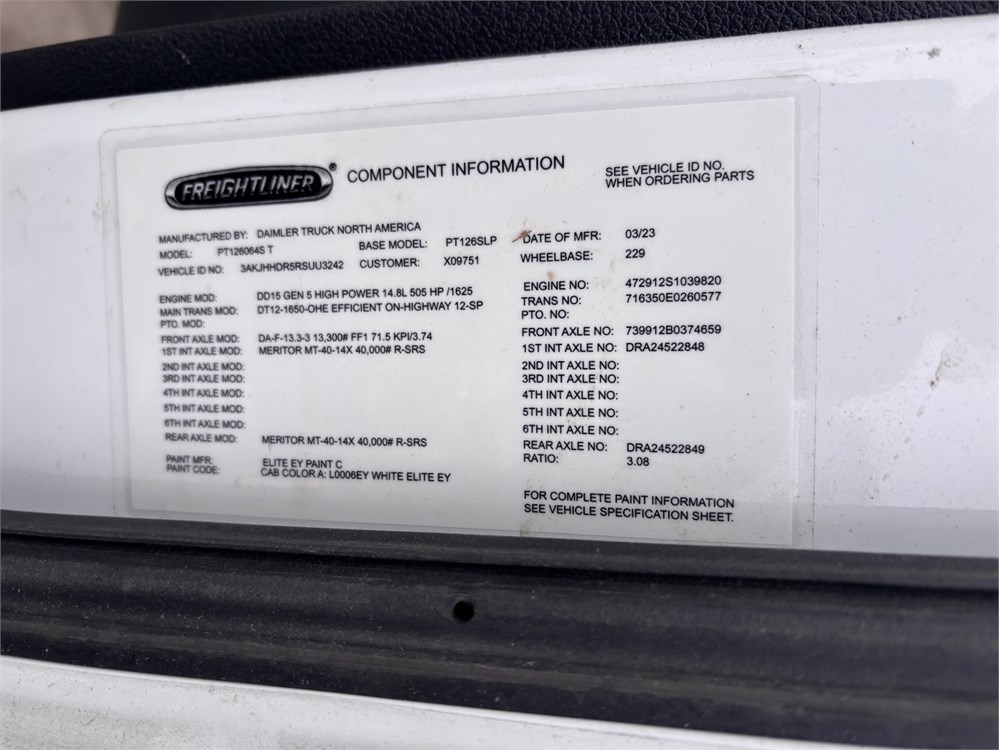 FREIGHTLINER® COMPONENT INFORMATION
SEE VEHICLE ID NO.
WHEN ORDERING PARTS
MANUFACTURED BY: DAIMLER TRUCK NORTH AMERICA
MODEL: PT126064S T BASE MODEL: PT126SLP DATE OF MFR: 03/23
VEHICLE ID NO: 3AKJHHDR5RSUU3242 CUSTOMER: X09751 WHEELBASE: 229
ENGINE MOD: DD15 GEN 5 HIGH POWER 14.8L 505 HP /1625 ENGINE NO: 472912S1039820
MAIN TRANS MOD: DT12-1650-OHE EFFICIENT ON-HIGHWAY 12-SP TRANS NO: 716350E0260577
PTO. MOD: PTO. NO:
FRONT AXLE MOD: DA-F-13.3-3 13,300# FF1 71.5 KPI/3.74 FRONT AXLE NO: 739912B0374659
1ST INT AXLE MOD: MERITOR MT-40-14X 40,000# R-SRS 1ST INT AXLE NO: DRA24522848
2ND INT AXLE MOD: 2ND INT AXLE NO:
3RD INT AXLE MOD: 3RD INT AXLE NO:
4TH INT AXLE MOD: 4TH INT AXLE NO:
5TH INT AXLE MOD: 5TH INT AXLE NO:
6TH INT AXLE MOD: 6TH INT AXLE NO:
REAR AXLE MOD: MERITOR MT-40-14X 40,000# R-SRS REAR AXLE NO: DRA24522849
RATIO: 3.08
PAINT MFR: ELITE EY PAINT C
PAINT CODE: CAB COLOR A: L0006EY WHITE ELITE EY
FOR COMPLETE PAINT INFORMATION
SEE VEHICLE SPECIFICATION SHEET.